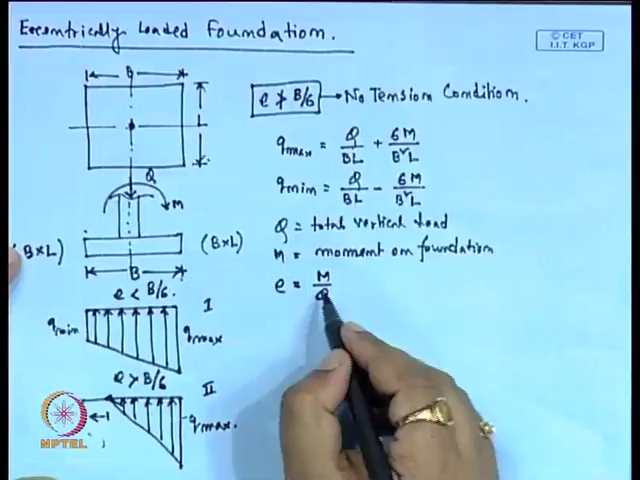 Eccentrically Loaded Foundation.
© CET
I.I.T. KGP
B
L
Q
M
(B×L)
(B×L)
B
e < B/6.
I
qmin
qmax
e > B/6
II
qmax.
NPTEL
e ≯ B/6 → No Tension Condition.
qmax = Q/BL + 6M/B²L
qmin = Q/BL - 6M/B²L
Q = total vertical load
M = moment on foundation
e = M/Q